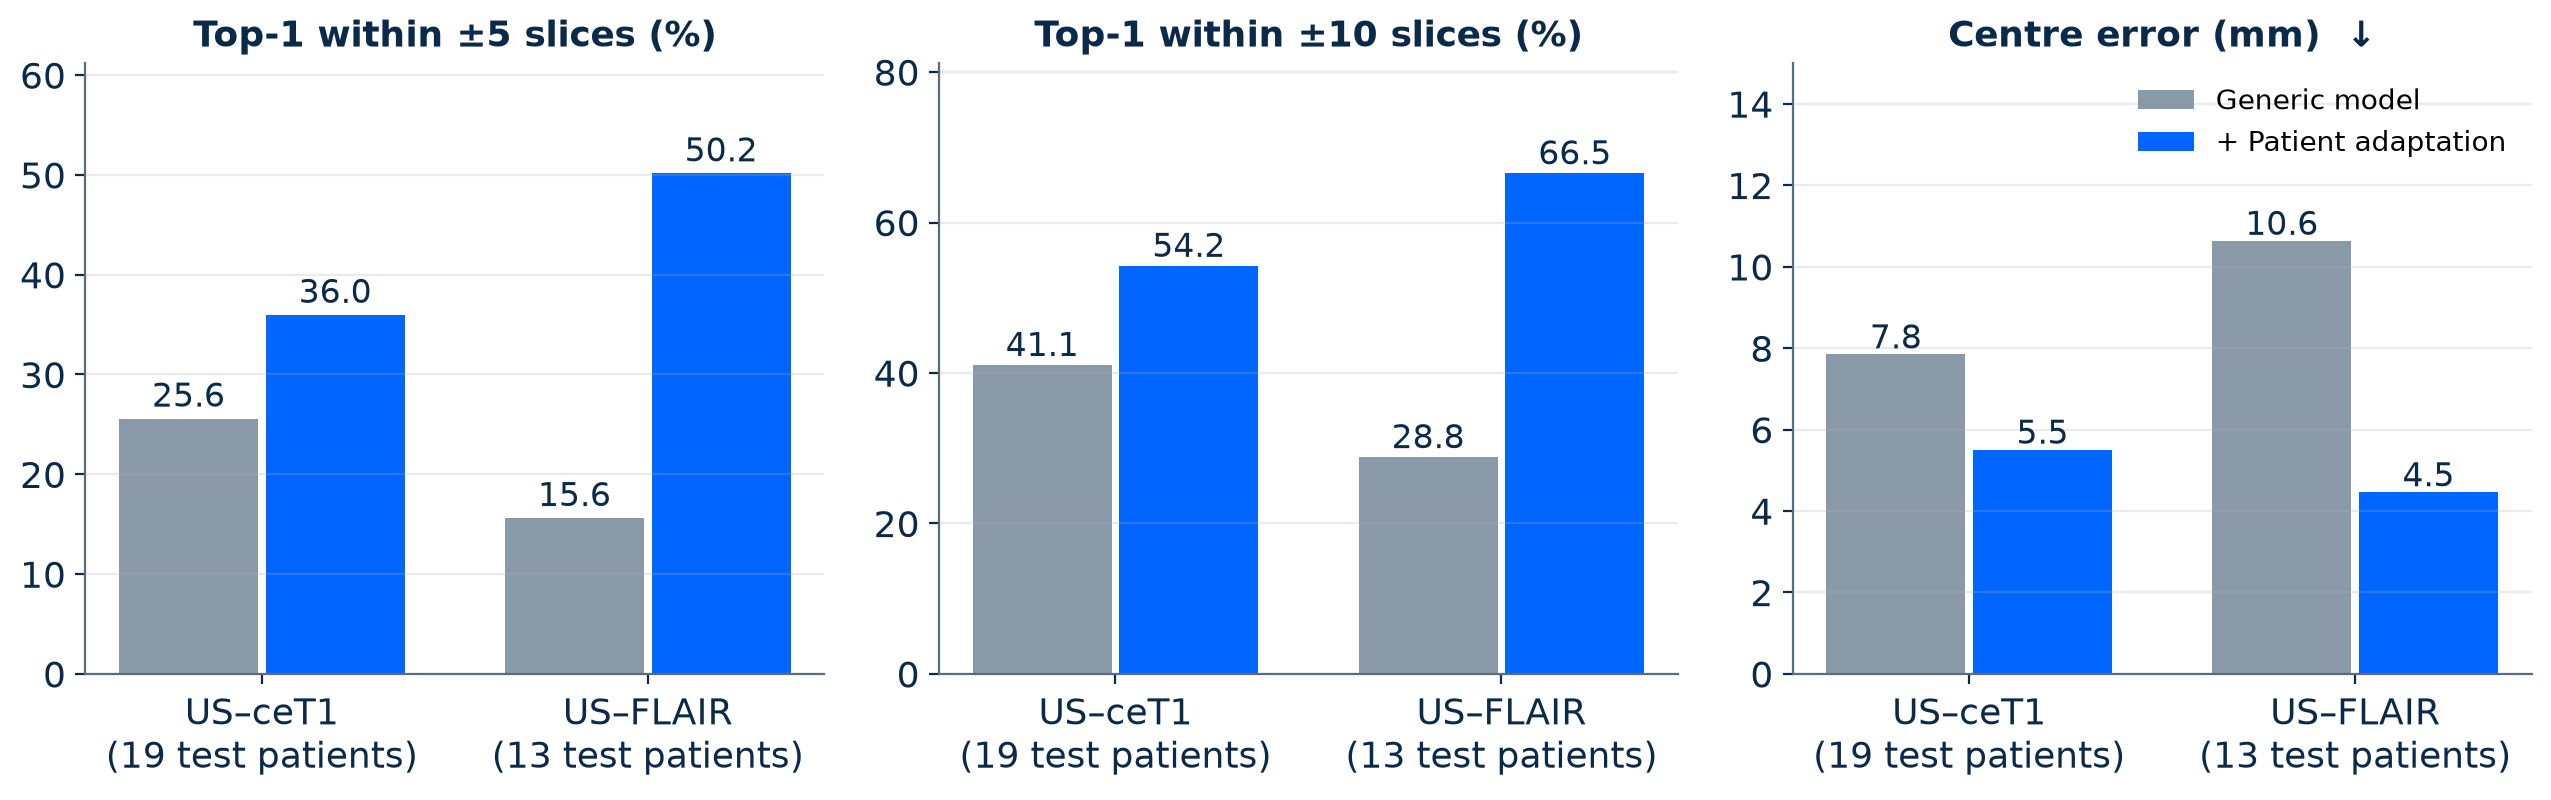 Top-1 within ±5 slices (%)
60
50
40
30
20
10
0
25.6
36.0
15.6
50.2
US–ceT1
(19 test patients)
US–FLAIR
(13 test patients)
Top-1 within ±10 slices (%)
80
60
40
20
0
41.1
54.2
28.8
66.5
US–ceT1
(19 test patients)
US–FLAIR
(13 test patients)
Centre error (mm) ↓
14
12
10
8
6
4
2
0
Generic model
+ Patient adaptation
7.8
5.5
10.6
4.5
US–ceT1
(19 test patients)
US–FLAIR
(13 test patients)